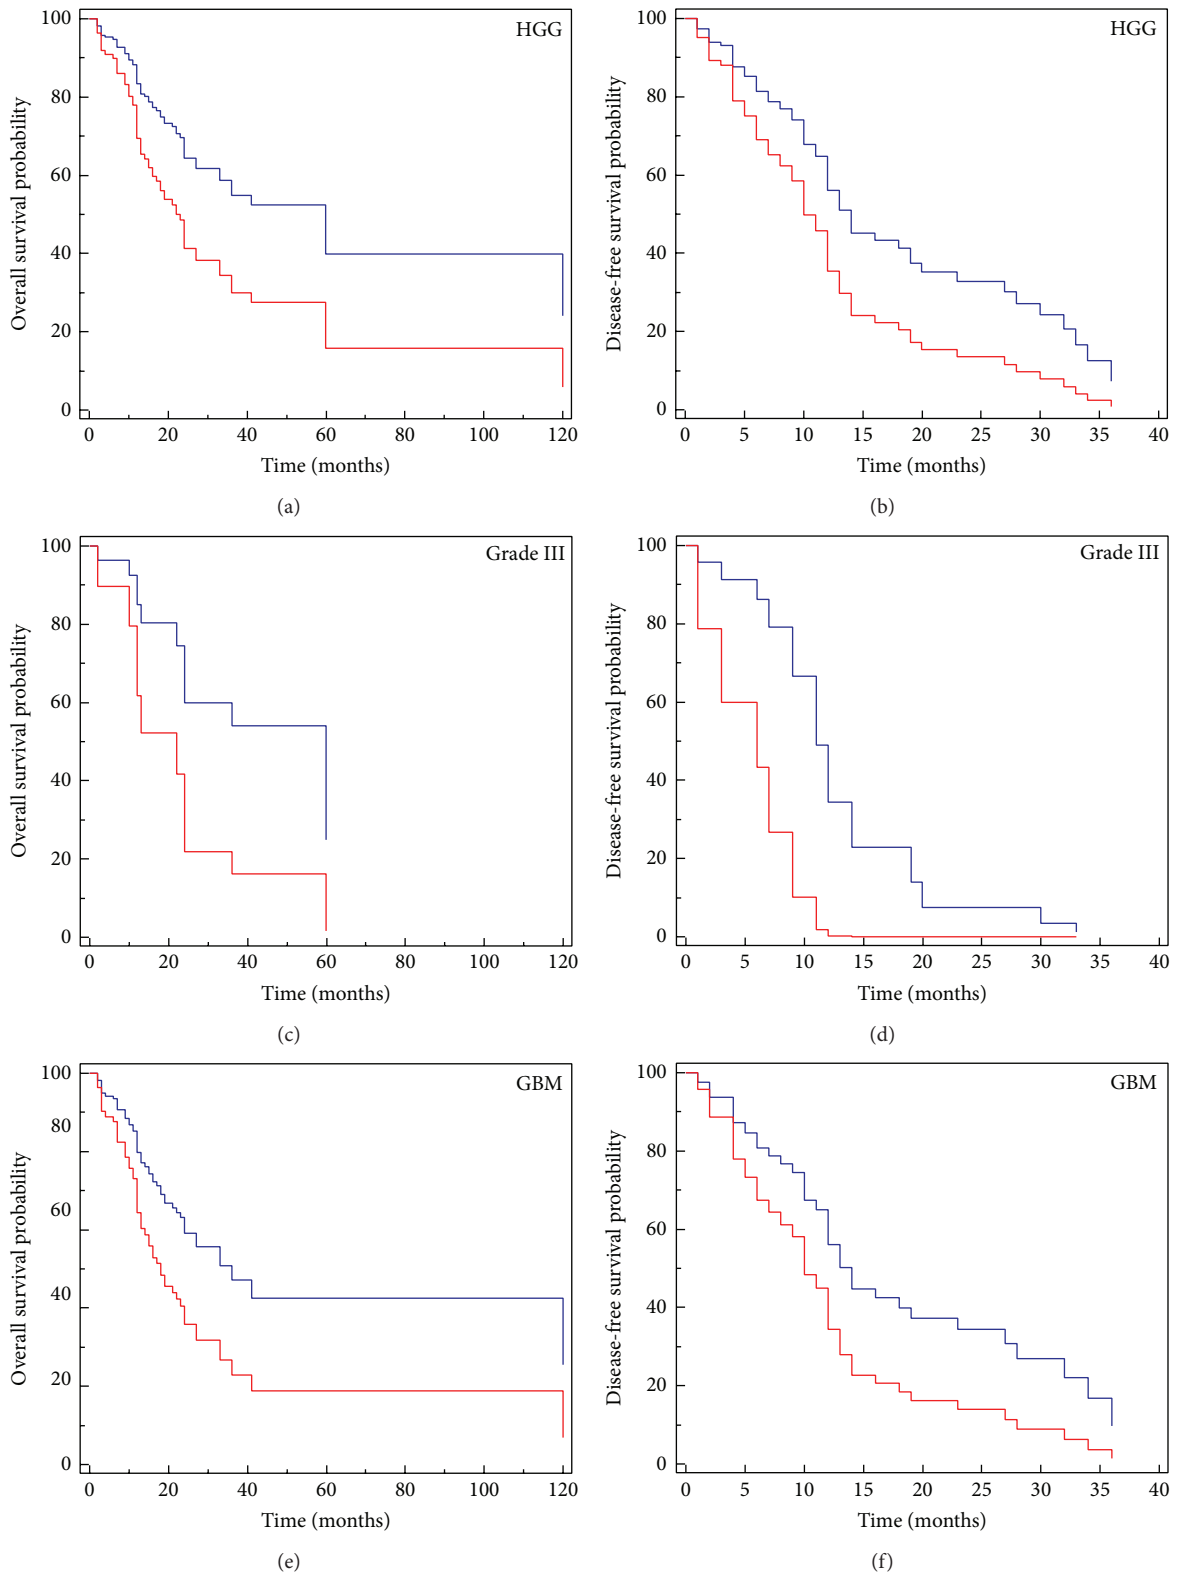 HGG
Overall survival probability
100
80
60
40
20
0
0 20 40 60 80 100 120
Time (months)
(a)
HGG
Disease-free survival probability
100
80
60
40
20
0
0 5 10 15 20 25 30 35 40
Time (months)
(b)
Grade III
Overall survival probability
100
80
60
40
20
0
0 20 40 60 80 100 120
Time (months)
(c)
Grade III
Disease-free survival probability
100
80
60
40
20
0
0 5 10 15 20 25 30 35 40
Time (months)
(d)
GBM
Overall survival probability
100
80
60
40
20
0
0 20 40 60 80 100 120
Time (months)
(e)
GBM
Disease-free survival probability
100
80
60
40
20
0
0 5 10 15 20 25 30 35 40
Time (months)
(f)